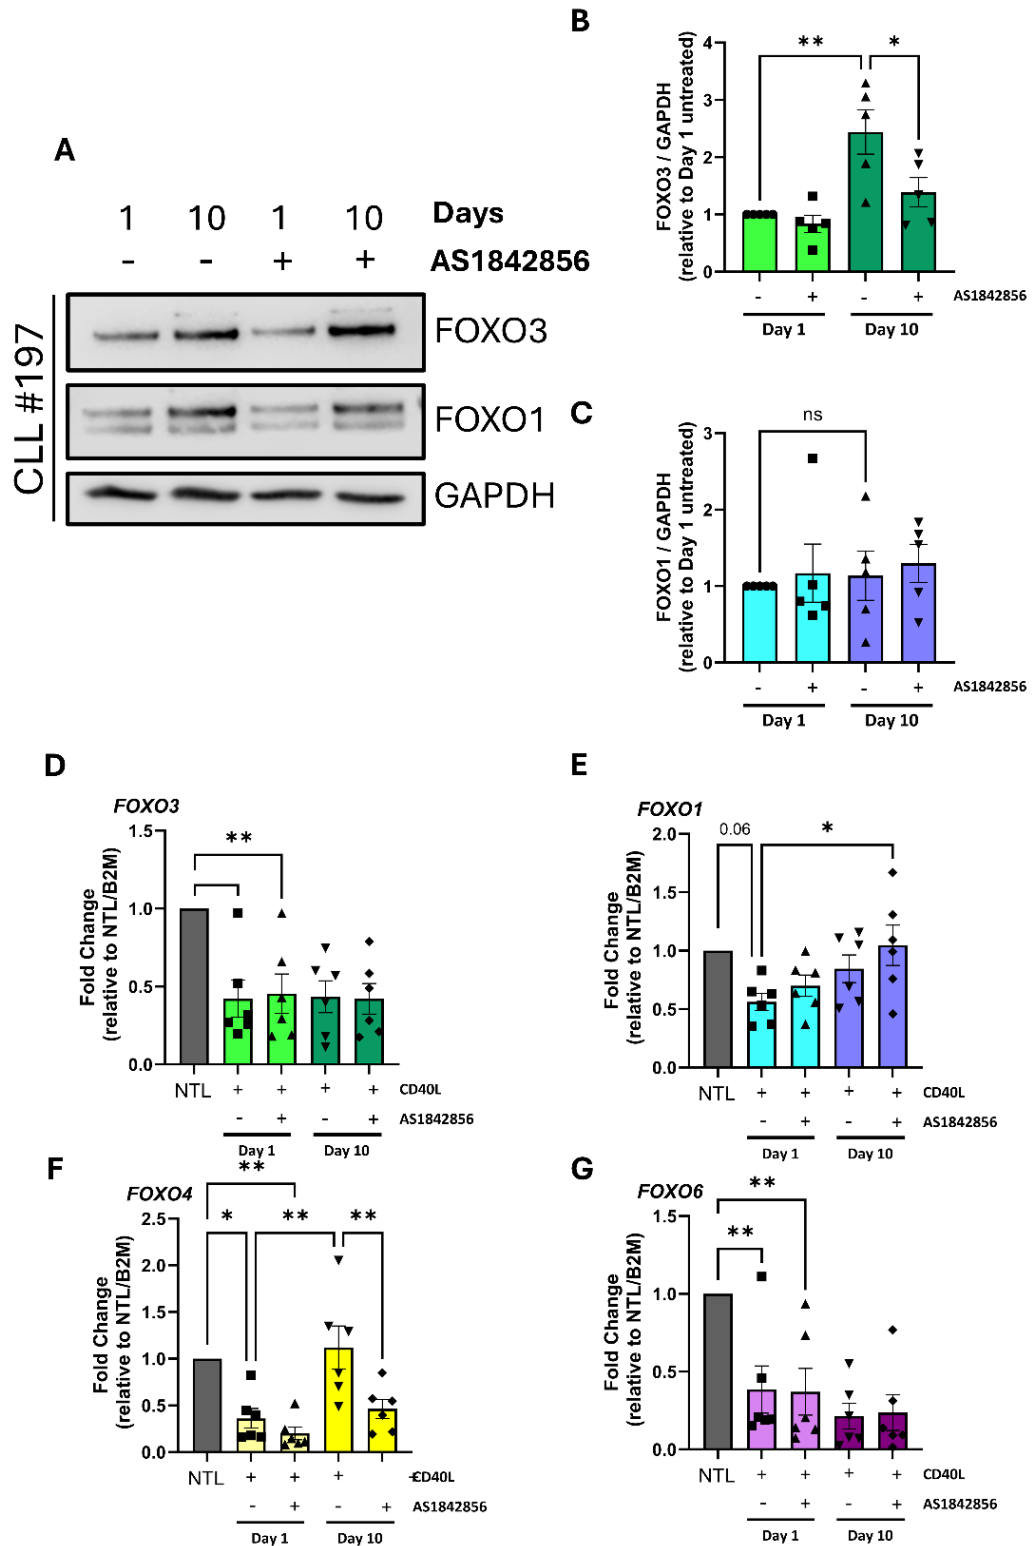 A
1 10 1 10 Days
- - + + AS1842856
CLL #197
FOXO3
FOXO1
GAPDH
B
FOXO3 / GAPDH
(relative to Day 1 untreated)
4
3
2
1
0
** *
- + - + AS1842856
Day 1 Day 10
C
FOXO1 / GAPDH
(relative to Day 1 untreated)
3
2
1
0
ns
- + - + AS1842856
Day 1 Day 10
D
FOXO3
Fold Change
(relative to NTL/B2M)
1.5
1.0
0.5
0.0
**
NTL + + + + CD40L
- + - + AS1842856
Day 1 Day 10
E
FOXO1
Fold Change
(relative to NTL/B2M)
2.0
1.5
1.0
0.5
0.0
0.06 *
NTL + + + + CD40L
- + - + AS1842856
Day 1 Day 10
F
FOXO4
Fold Change
(relative to NTL/B2M)
2.5
2.0
1.5
1.0
0.5
0.0
**
* ** **
NTL + + + + CD40L
- + - + AS1842856
Day 1 Day 10
G
FOXO6
Fold Change
(relative to NTL/B2M)
1.5
1.0
0.5
0.0
**
**
NTL + + + + CD40L
- + - + AS1842856
Day 1 Day 10